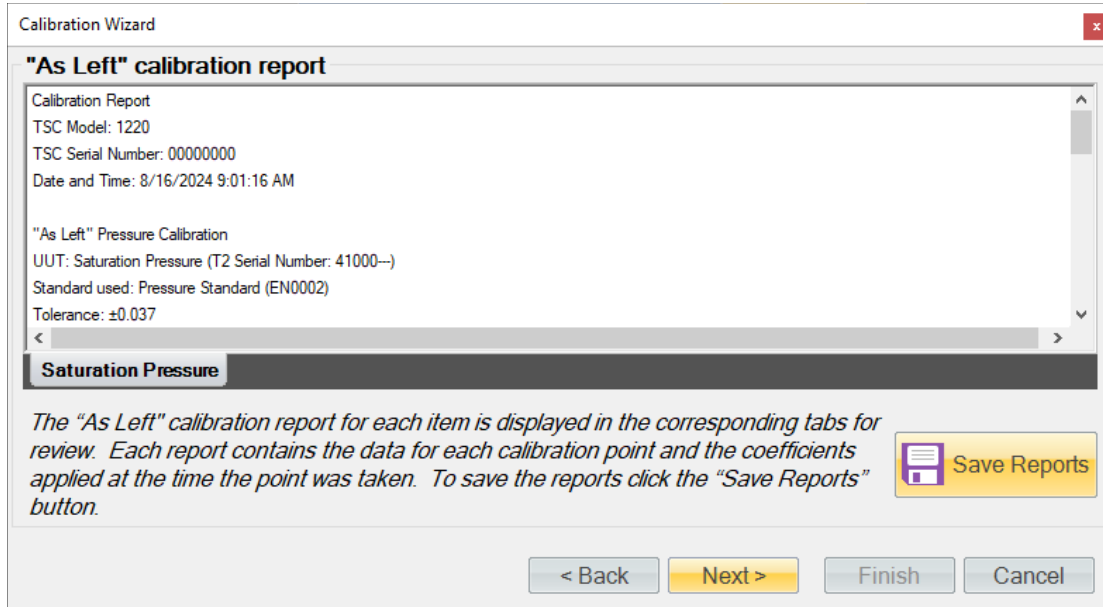 Calibration Wizard
x
"As Left" calibration report
Calibration Report
TSC Model: 1220
TSC Serial Number: 00000000
Date and Time: 8/16/2024 9:01:16 AM
"As Left" Pressure Calibration
UUT: Saturation Pressure (T2 Serial Number: 41000---)
Standard used: Pressure Standard (EN0002)
Tolerance: ±0.037
Saturation Pressure
The “As Left" calibration report for each item is displayed in the corresponding tabs for
review. Each report contains the data for each calibration point and the coefficients
applied at the time the point was taken. To save the reports click the “Save Reports”
button.
Save Reports
< Back
Next >
Finish
Cancel